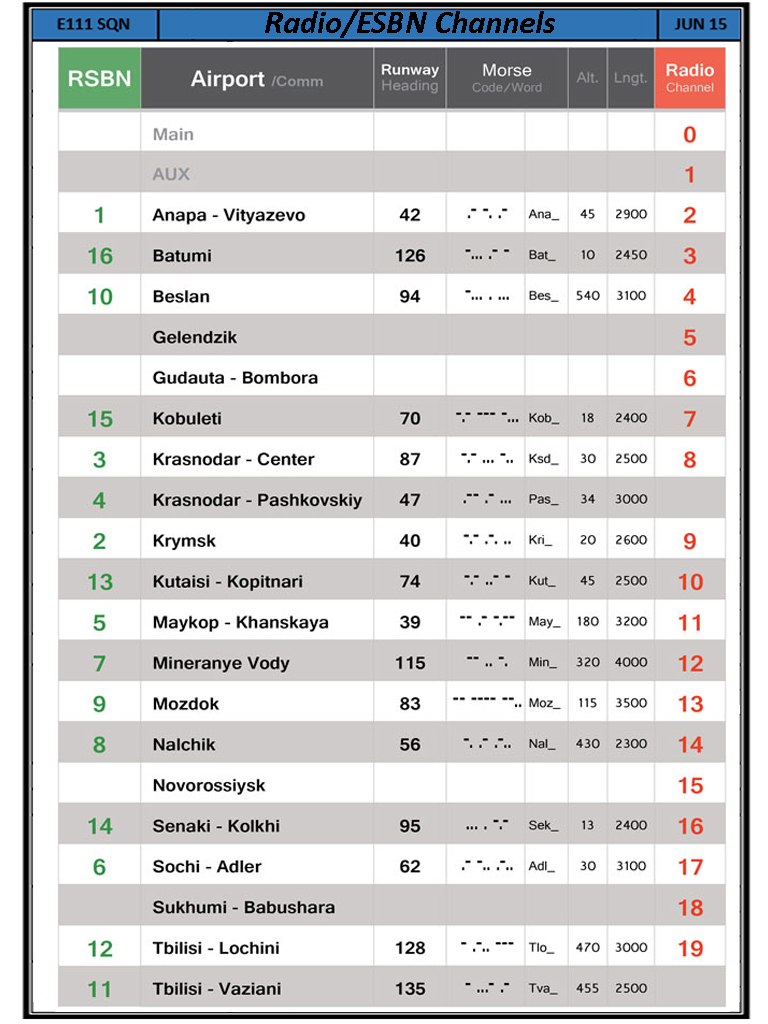 E111 SQN Radio/ESBN Channels JUN 15
RSBN Airport /Comm Runway Heading Morse Code/Word Alt. Lngt. Radio Channel
Main 0
AUX 1
1 Anapa - Vityazevo 42 .- -. .- Ana_ 45 2900 2
16 Batumi 126 -... .- - Bat_ 10 2450 3
10 Beslan 94 -... . ... Bes_ 540 3100 4
Gelendzik 5
Gudauta - Bombora 6
15 Kobuleti 70 -.- --- -... Kob_ 18 2400 7
3 Krasnodar - Center 87 -.- ... -.. Ksd_ 30 2500 8
4 Krasnodar - Pashkovskiy 47 .-- .- ... Pas_ 34 3000
2 Krymsk 40 -.- .-. .. Kri_ 20 2600 9
13 Kutaisi - Kopitnari 74 -.- ..- - Kut_ 45 2500 10
5 Maykop - Khanskaya 39 -- .- -.-- May_ 180 3200 11
7 Mineranye Vody 115 -- .. -. Min_ 320 4000 12
9 Mozdok 83 -- ---- --.. Moz_ 115 3500 13
8 Nalchik 56 -. .- .-.. Nal_ 430 2300 14
Novorossiysk 15
14 Senaki - Kolkhi 95 ... . -.- Sek_ 13 2400 16
6 Sochi - Adler 62 .- -.. .-.. Adl_ 30 3100 17
Sukhumi - Babushara 18
12 Tbilisi - Lochini 128 - .-.. --- Tlo_ 470 3000 19
11 Tbilisi - Vaziani 135 - ...- .- Tva_ 455 2500